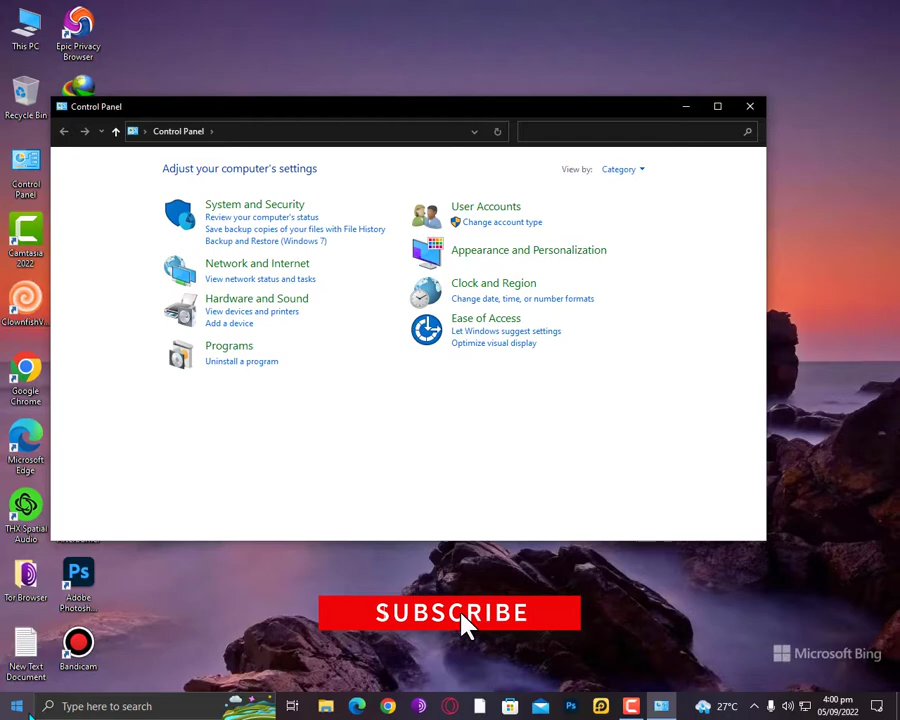 This PC
Epic Privacy
Browser
Recycle Bin
Control
Panel
Camtasia
2022
ClownfishV...
Google
Chrome
Microsoft
Edge
THX Spatial
Audio
Tor Browser
Adobe
Photosh...
New Text
Document
Bandicam
Control Panel
Control Panel
Adjust your computer's settings
View by: Category
System and Security
Review your computer's status
Save backup copies of your files with File History
Backup and Restore (Windows 7)
Network and Internet
View network status and tasks
Hardware and Sound
View devices and printers
Add a device
Programs
Uninstall a program
User Accounts
Change account type
Appearance and Personalization
Clock and Region
Change date, time, or number formats
Ease of Access
Let Windows suggest settings
Optimize visual display
SUBSCRIBE
Microsoft Bing
Type here to search
27°C
4:00 pm
05/09/2022
Ps
Ps